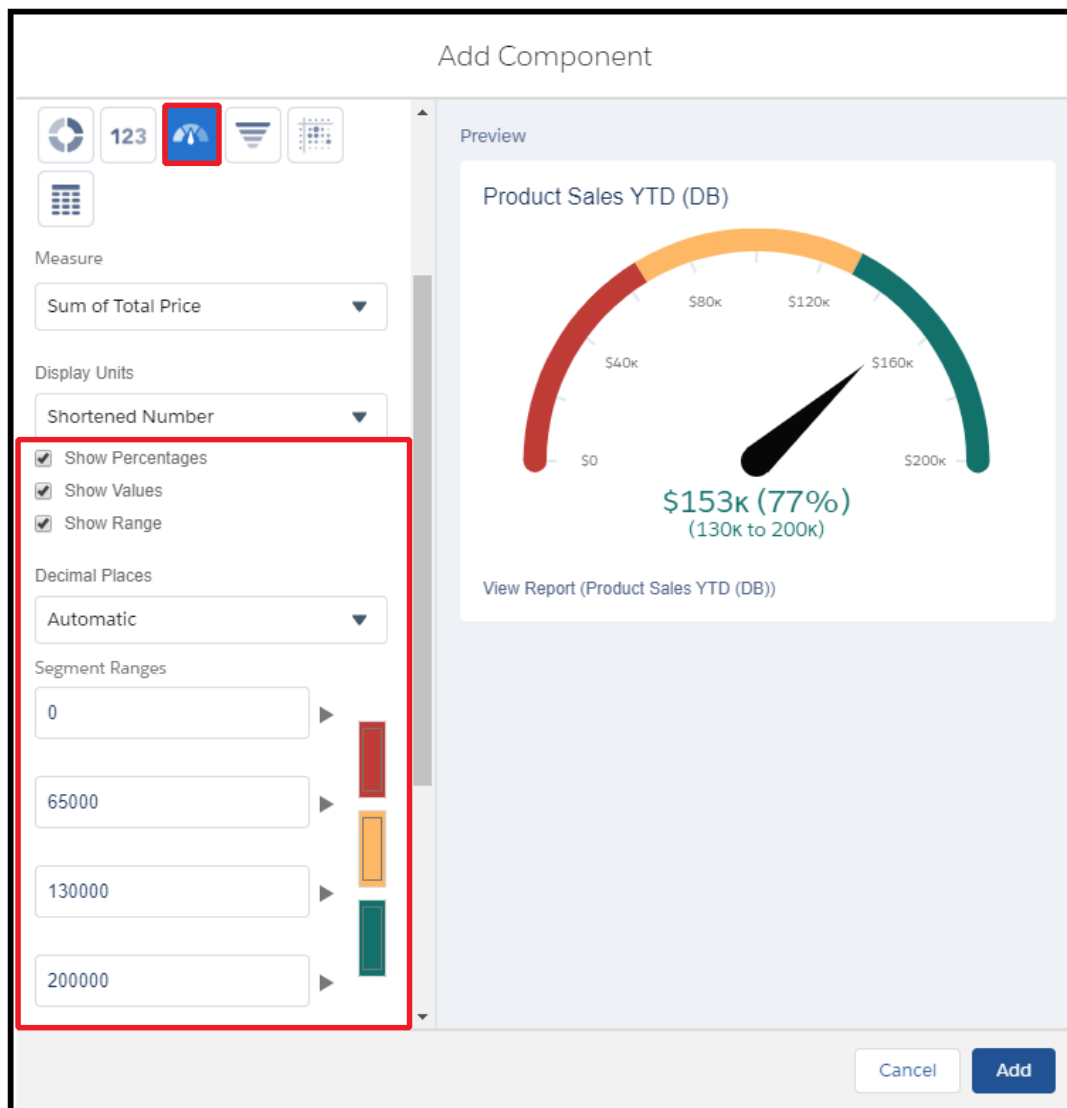 Add Component
123
Measure
Sum of Total Price
Display Units
Shortened Number
Show Percentages
Show Values
Show Range
Decimal Places
Automatic
Segment Ranges
0
65000
130000
200000
Preview
Product Sales YTD (DB)
$80K $120K
$40K $160K
$0 $200K
$153K (77%)
(130K to 200K)
View Report (Product Sales YTD (DB))
Cancel Add